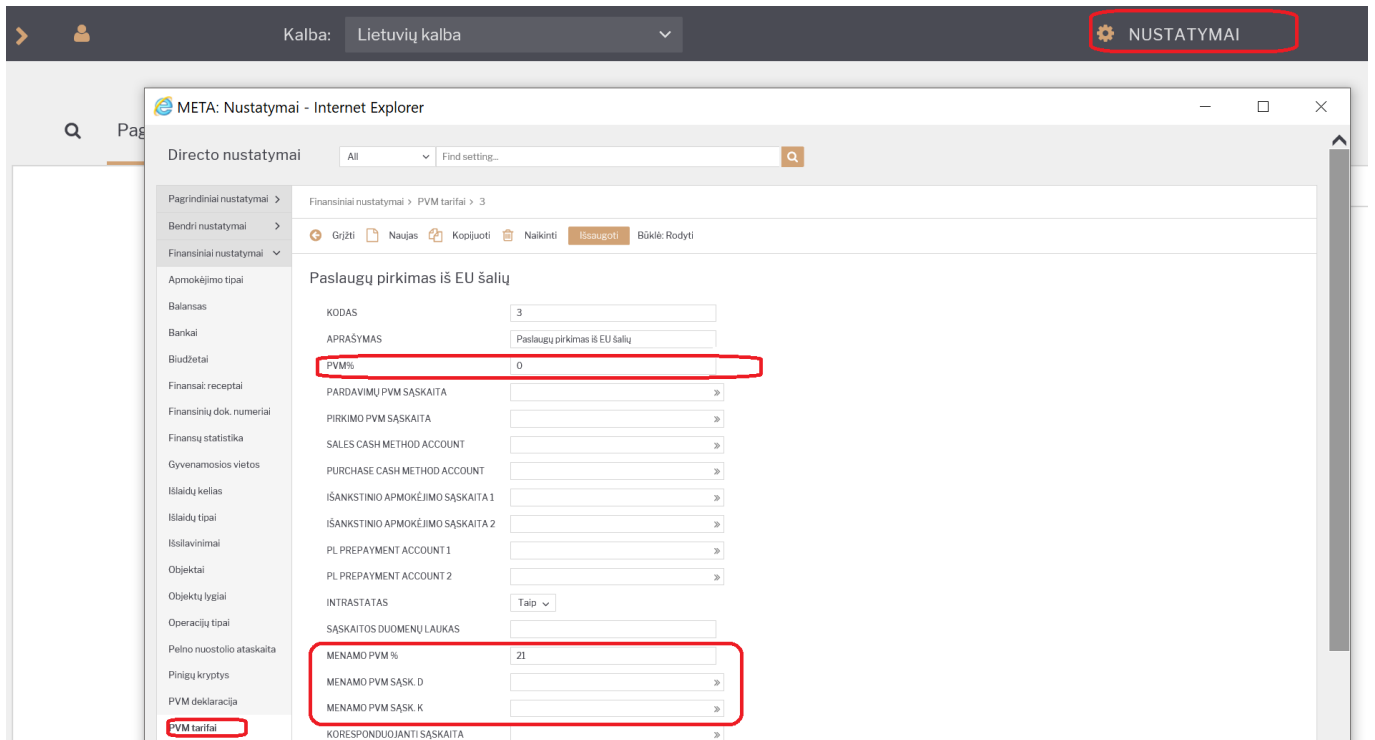 Kalba: Lietuvių kalba NUSTATYMAI
META: Nustatymai - Internet Explorer
Pag
Directo nustatymai All Find setting...
Pagrindiniai nustatymai
Bendri nustatymai
Finansiniai nustatymai
Apmokėjimo tipai
Balansas
Bankai
Biudžetai
Finansai: receptai
Finansinių dok. numeriai
Finansų statistika
Gyvenamosios vietos
Išlaidų kelias
Išlaidų tipai
Išsilavinimai
Objektai
Objektų lygiai
Operacijų tipai
Pelno nuostolio ataskaita
Pinigų kryptys
PVM deklaracija
PVM tarifai
Finansiniai nustatymai > PVM tarifai > 3
Grįžti Naujas Kopijuoti Naikinti Išsaugoti Būklė: Rodyti
Paslaugų pirkimas iš EU šalių
KODAS 3
APRAŠYMAS Paslaugų pirkimas iš EU šalių
PVM% 0
PARDAVIMŲ PVM SĄSKAITA
PIRKIMO PVM SĄSKAITA
SALES CASH METHOD ACCOUNT
PURCHASE CASH METHOD ACCOUNT
IŠANKSTINIO APMOKĖJIMO SĄSKAITA 1
IŠANKSTINIO APMOKĖJIMO SĄSKAITA 2
PL PREPAYMENT ACCOUNT 1
PL PREPAYMENT ACCOUNT 2
INTRASTATAS Taip
SĄSKAITOS DUOMENŲ LAUKAS
MENAMO PVM % 21
MENAMO PVM SĄSK. D
MENAMO PVM SĄSK. K
KORESPONDUOJANTI SĄSKAITA